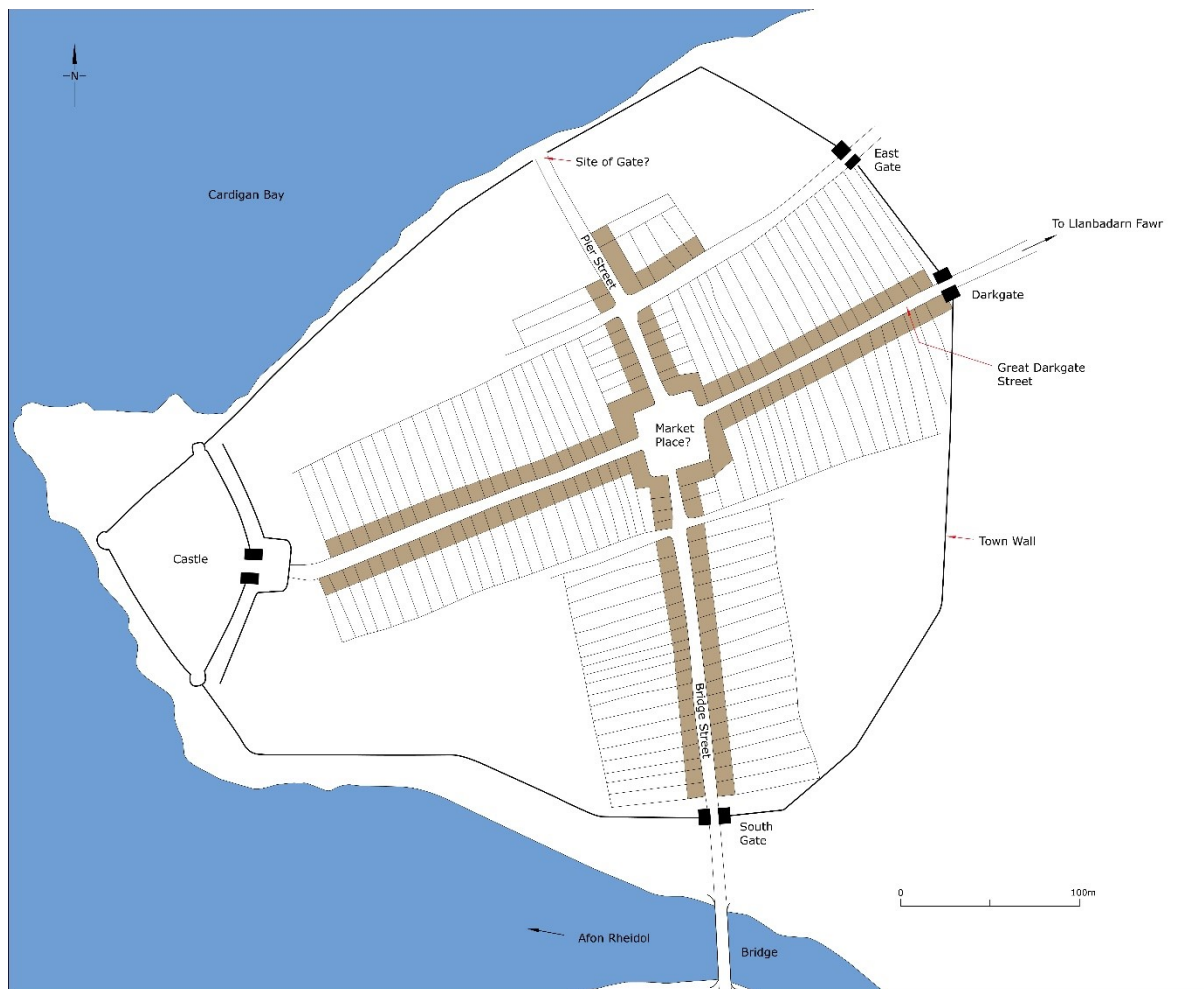 -N-
Cardigan Bay
Site of Gate?
East
Gate
To Llanbadarn Fawr
Pier Street
Darkgate
Great Darkgate
Street
Market
Place?
Town Wall
Castle
Bridge Street
South
Gate
0 100m
Afon Rheidol
Bridge